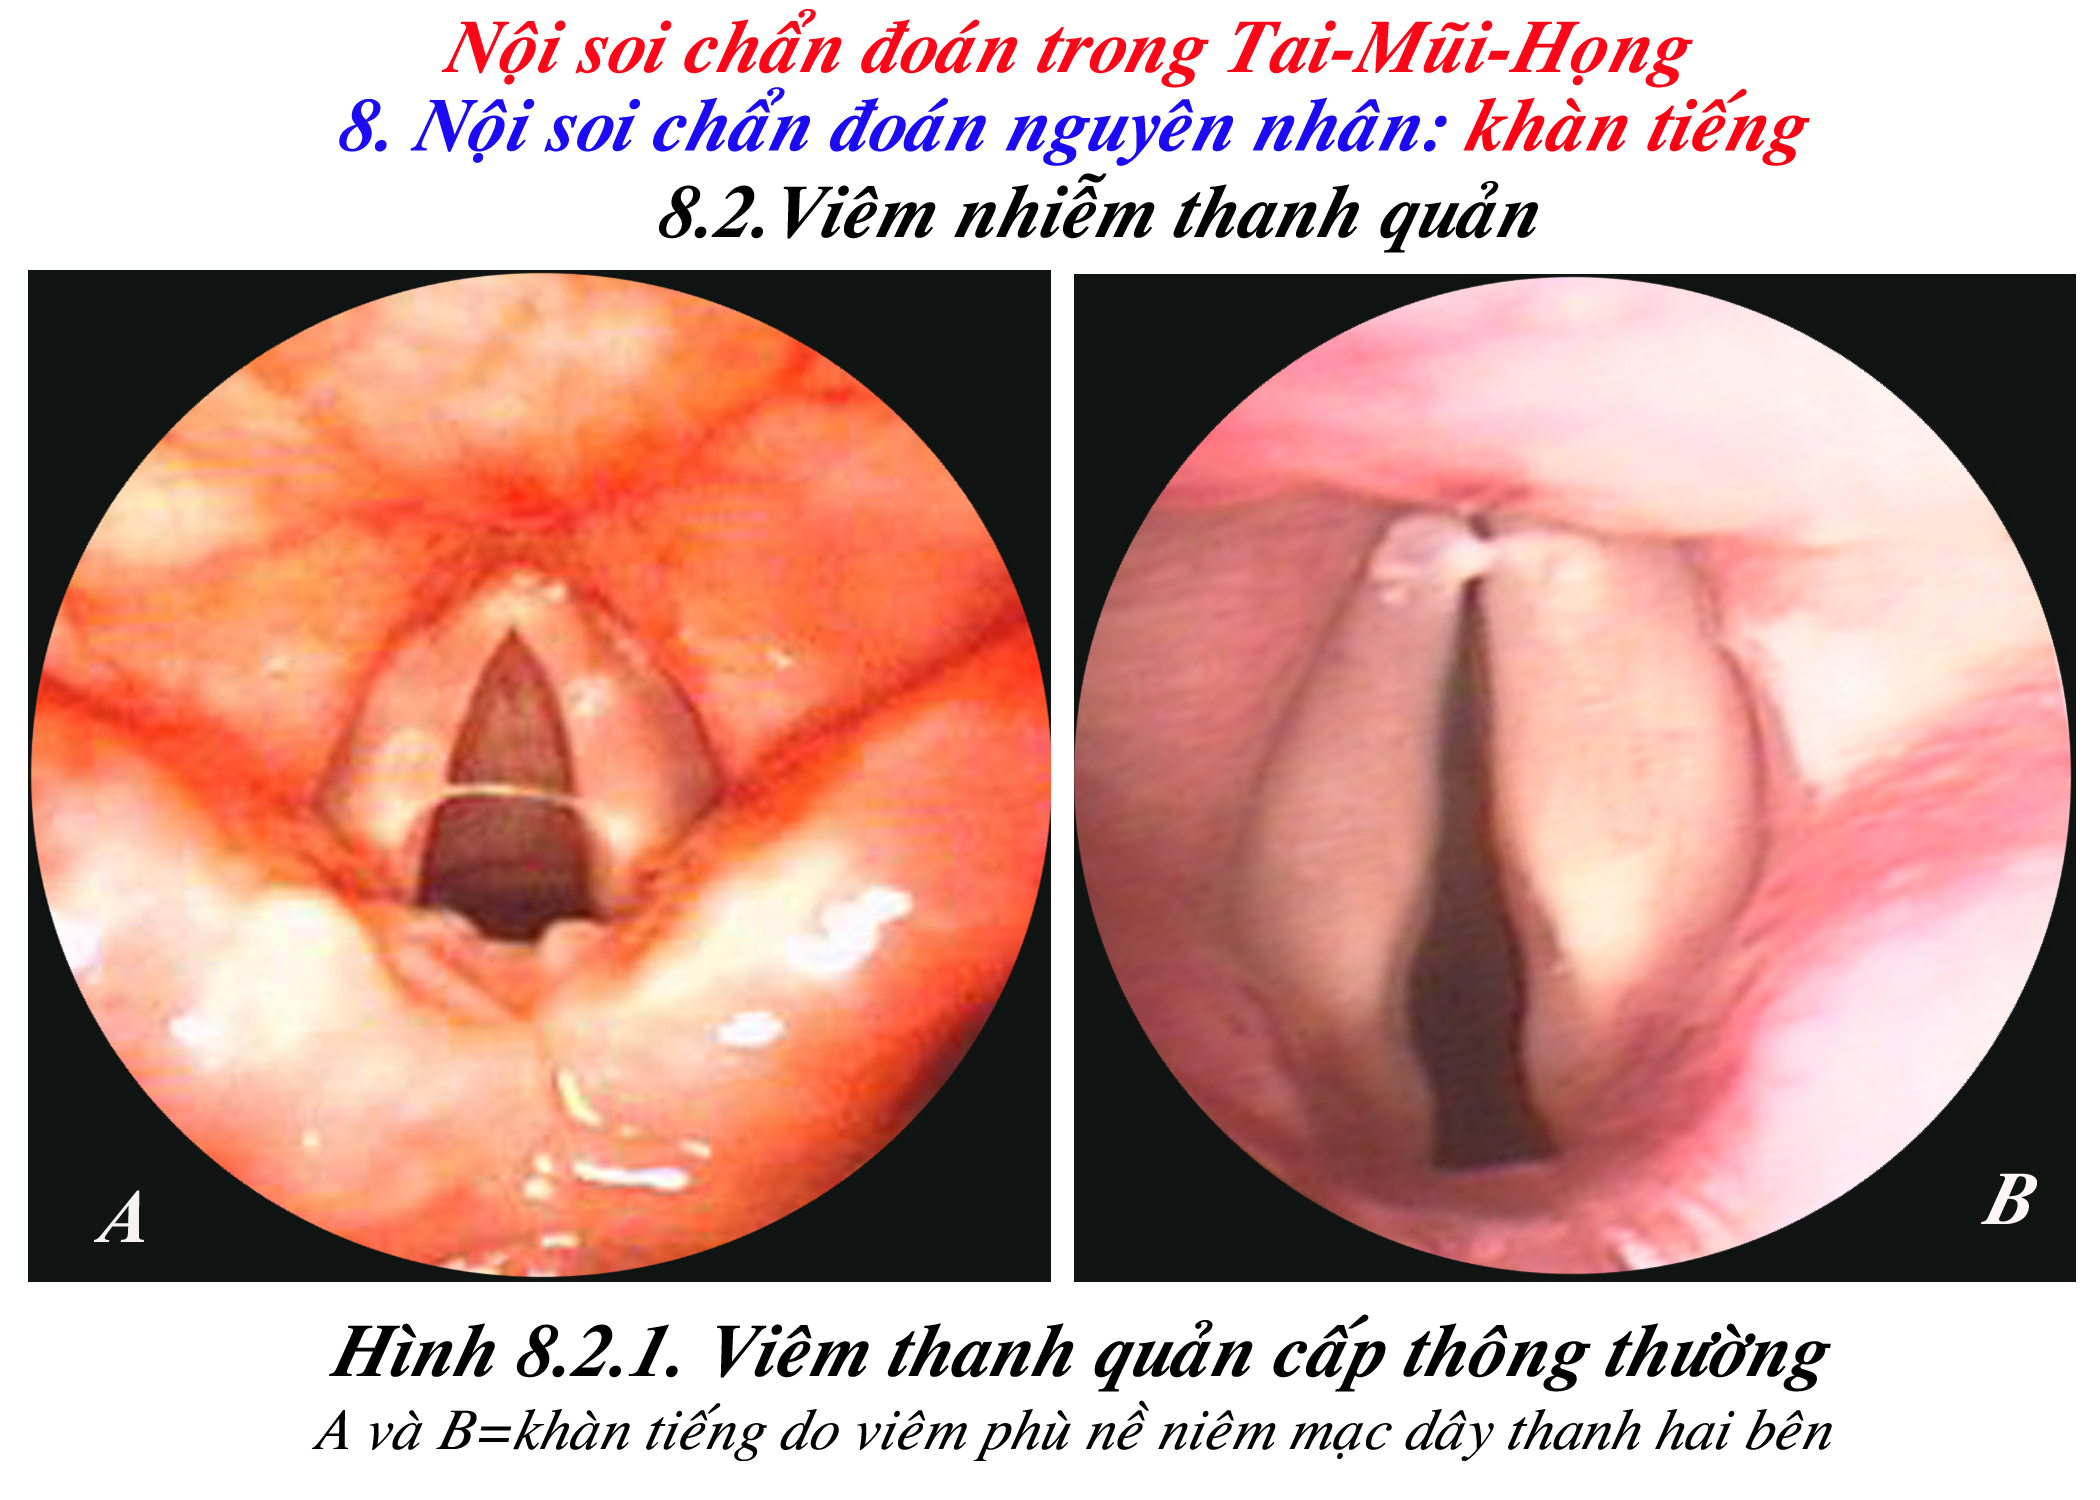 Nội soi chẩn đoán trong Tai-Mũi-Họng
8. Nội soi chẩn đoán nguyên nhân: khàn tiếng
8.2.Viêm nhiễm thanh quản
A
B
Hình 8.2.1. Viêm thanh quản cấp thông thường
A và B=khàn tiếng do viêm phù nề niêm mạc dây thanh hai bên